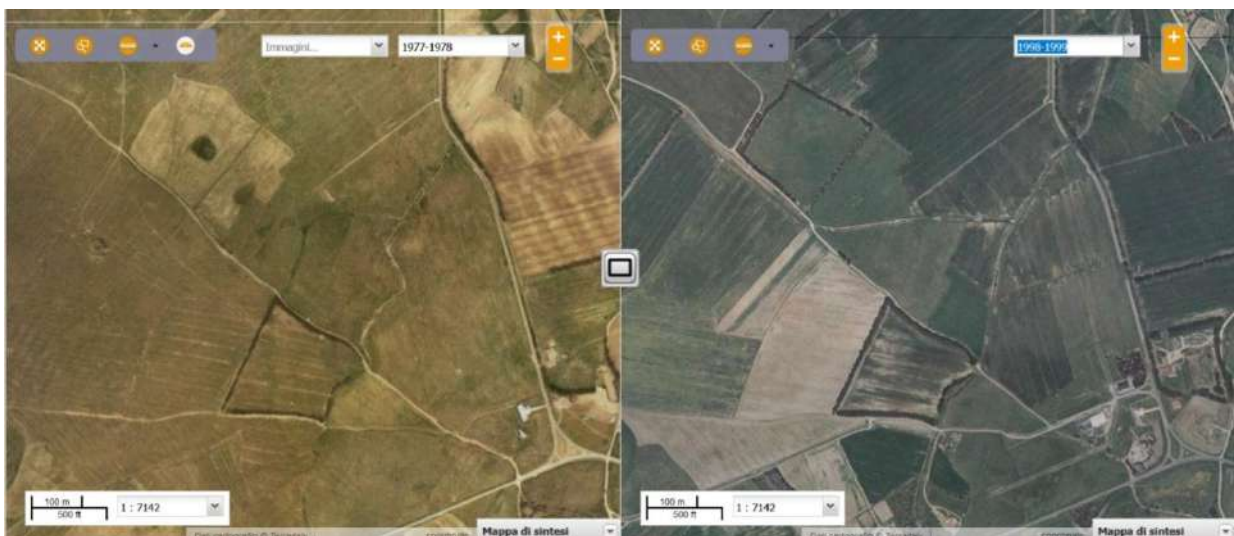 Immagini...
1977-1978
+
−
100 m
500 ft
1 : 7142
Mappa di sintesi
1998-1999
+
−
100 m
500 ft
1 : 7142
Mappa di sintesi